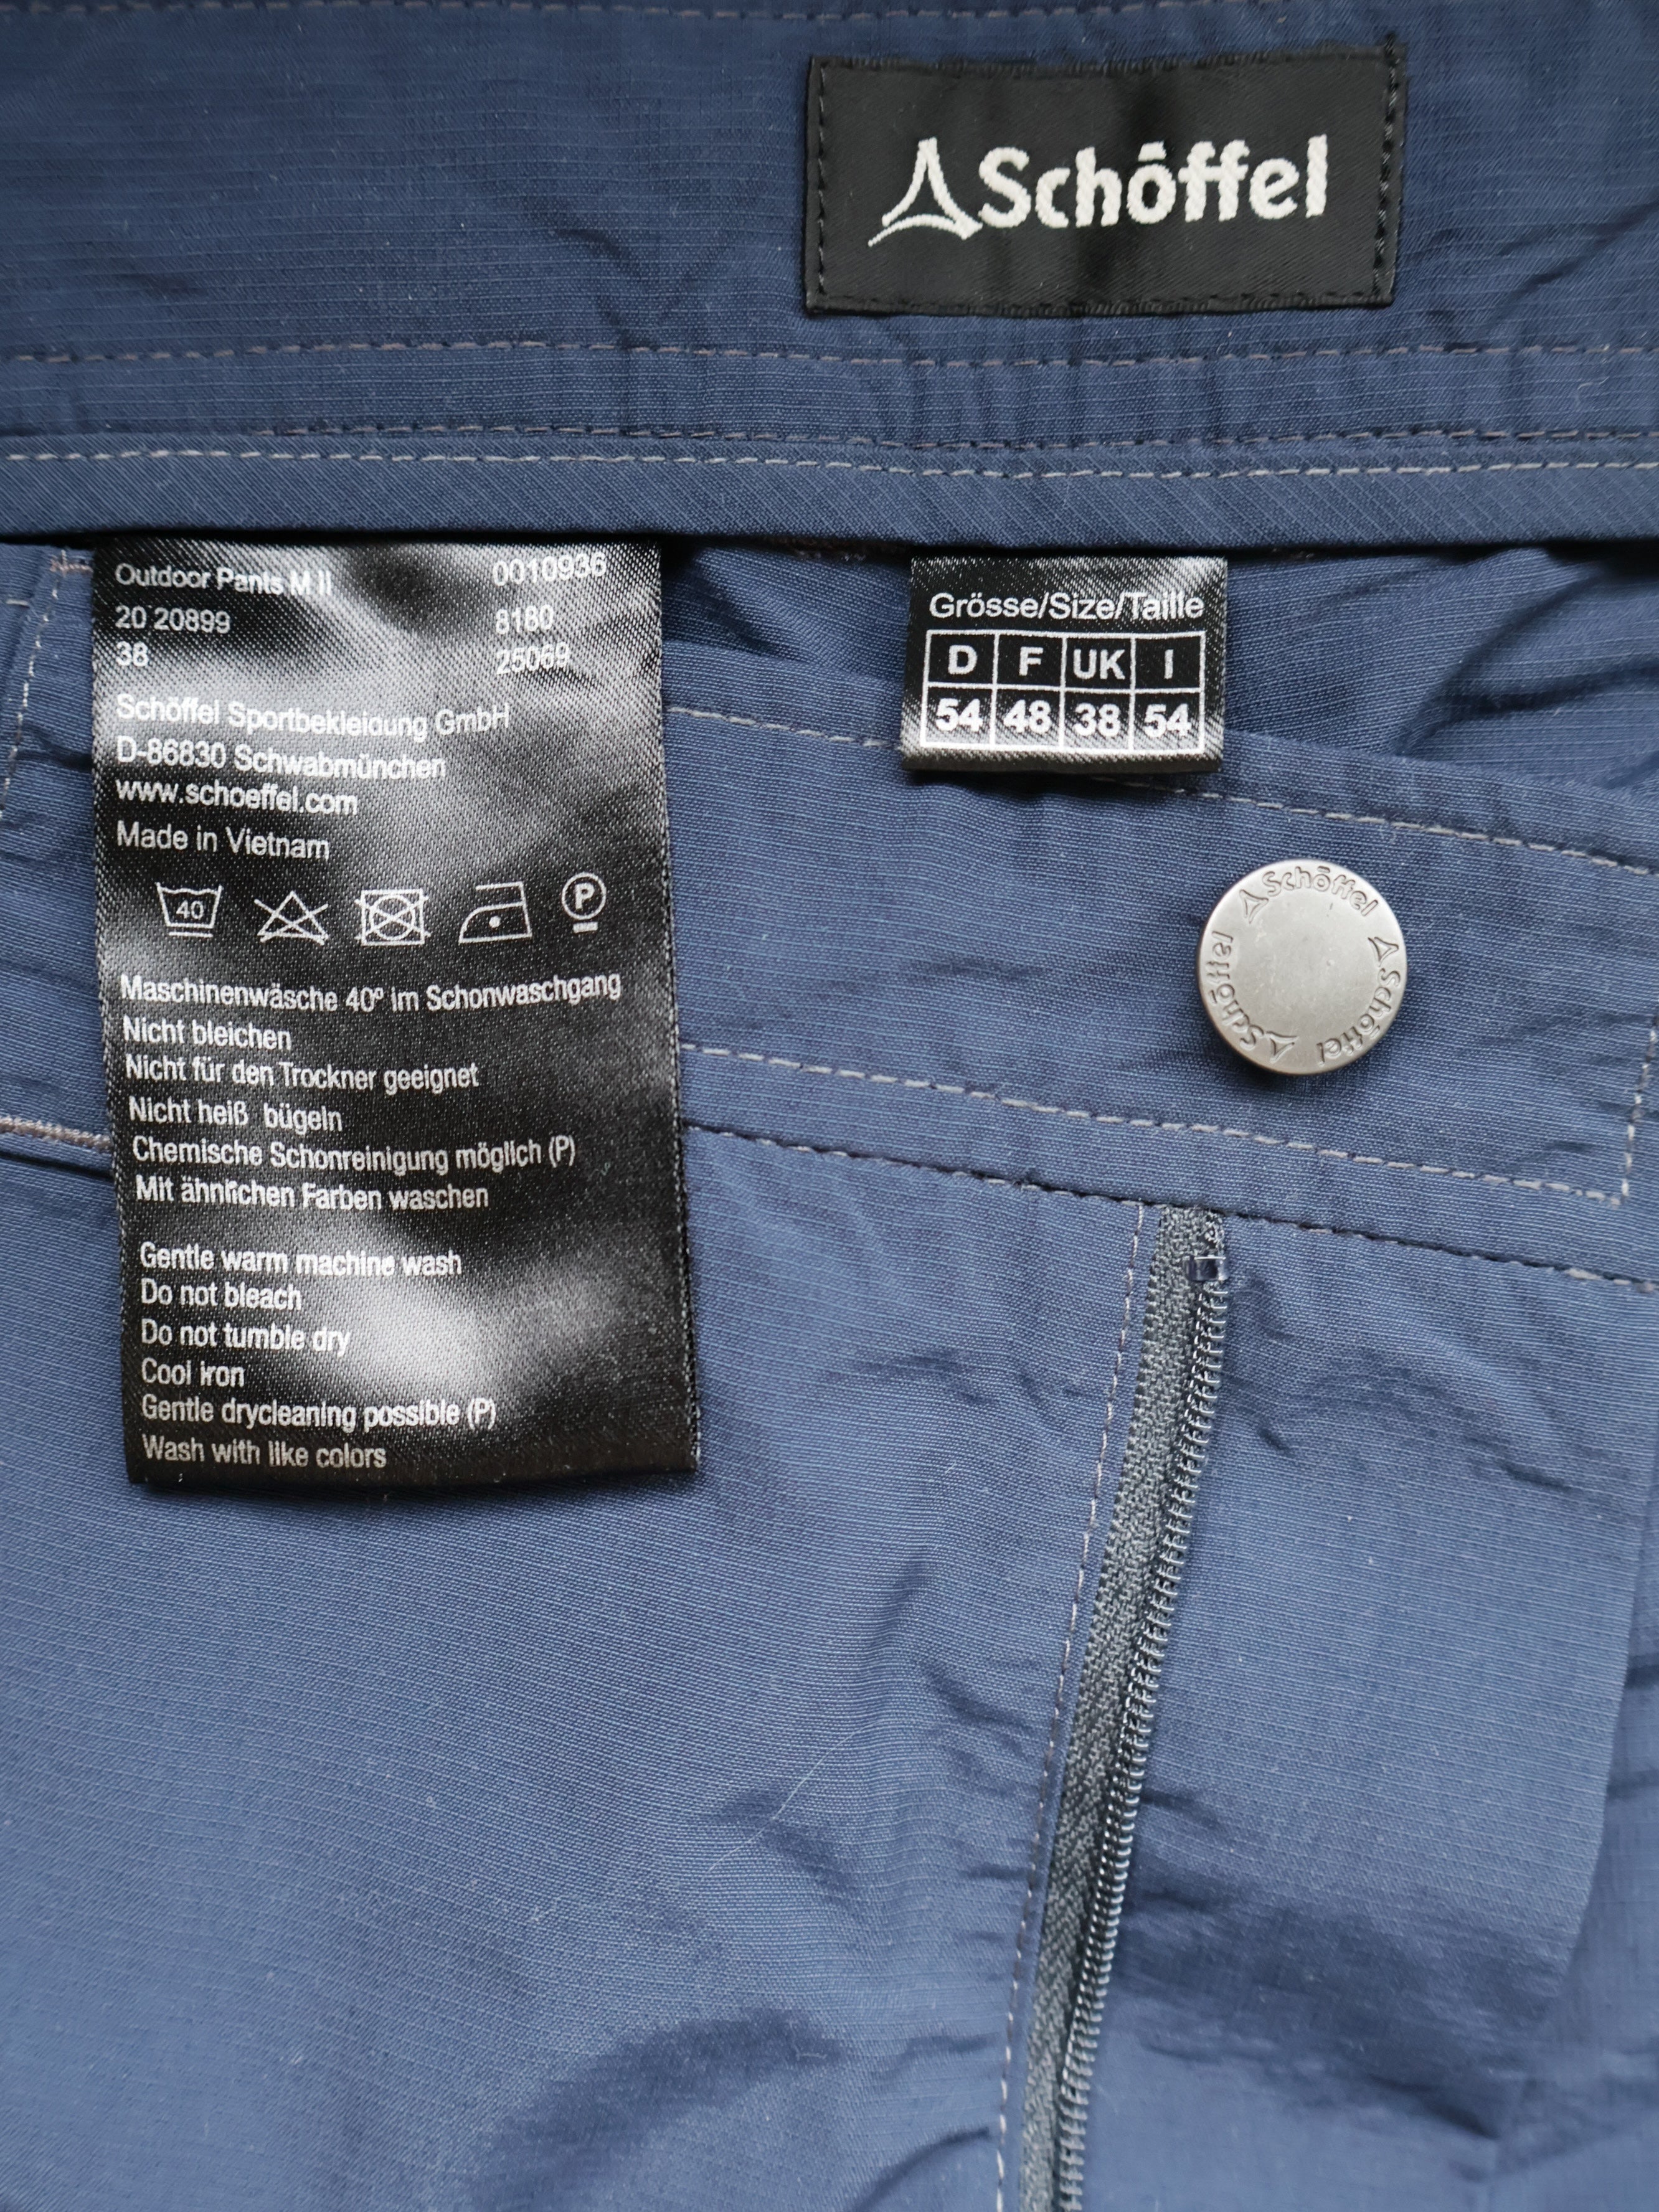 Schöffel
Outdoor Pants M II 0010936
20 20899 8180
38 25069
Schöffel Sportbekleidung GmbH
D-86830 Schwabmünchen
www.schoeffel.com
Made in Vietnam
40 P
Maschinenwäsche 40º im Schonwaschgang
Nicht bleichen
Nicht für den Trockner geeignet
Nicht heiß bügeln
Chemische Schonreinigung möglich (P)
Mit ähnlichen Farben waschen
Gentle warm machine wash
Do not bleach
Do not tumble dry
Cool iron
Gentle drycleaning possible (P)
Wash with like colors
Grösse/Size/Taille
D F UK I
54 48 38 54
Schöffel
Schöffel
Schöffel